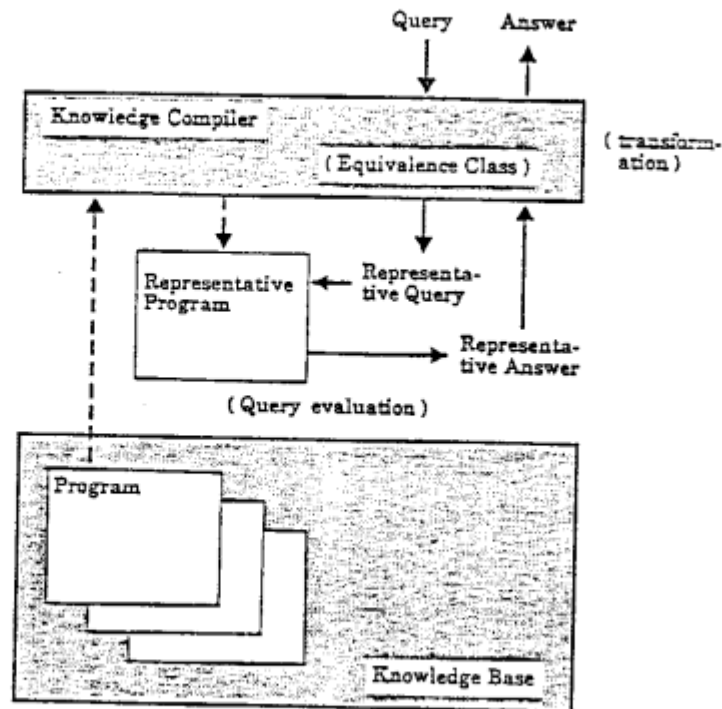 Query Answer
Knowledge Compiler
( Equivalence Class )
( transform-
ation )
Representative
Program
Representa-
tive Query
Representa-
tive Answer
( Query evaluation )
Program
Knowledge Base